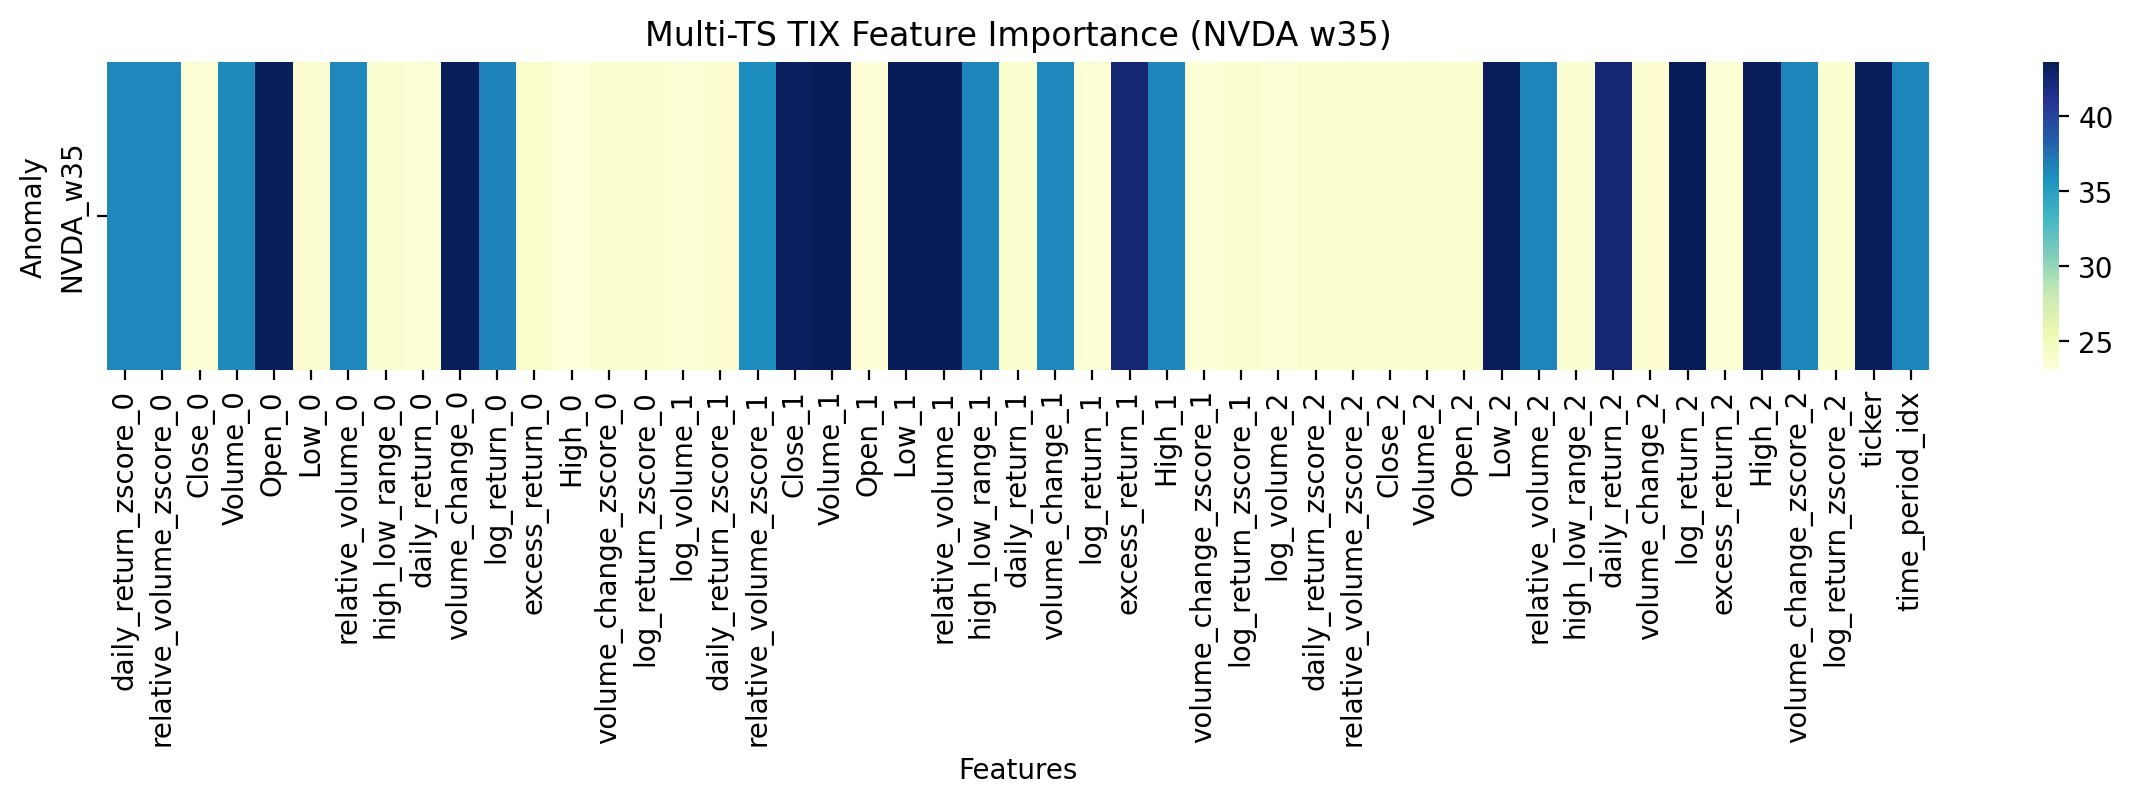 Multi-TS TIX Feature Importance (NVDA w35)
Anomaly
NVDA_w35
40
35
30
25
daily_return_zscore_0
relative_volume_zscore_0
Close_0
Volume_0
Open_0
Low_0
relative_volume_0
high_low_range_0
daily_return_0
volume_change_0
log_return_0
excess_return_0
High_0
volume_change_zscore_0
log_return_zscore_0
log_volume_1
daily_return_zscore_1
relative_volume_zscore_1
Close_1
Volume_1
Open_1
Low_1
relative_volume_1
high_low_range_1
daily_return_1
volume_change_1
log_return_1
excess_return_1
High_1
volume_change_zscore_1
log_return_zscore_1
log_volume_2
daily_return_zscore_2
relative_volume_zscore_2
Close_2
Volume_2
Open_2
Low_2
relative_volume_2
high_low_range_2
daily_return_2
volume_change_2
log_return_2
excess_return_2
High_2
volume_change_zscore_2
log_return_zscore_2
ticker
time_period_idx
Features